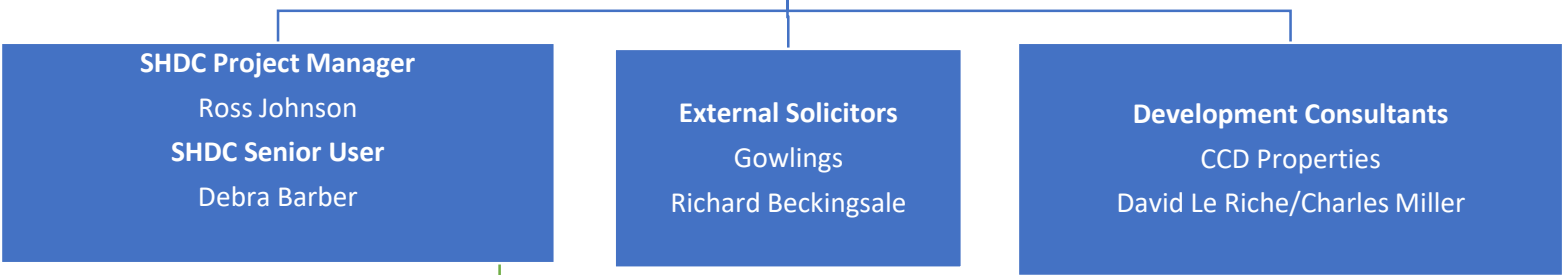 SHDC Project Manager
Ross Johnson
SHDC Senior User
Debra Barber
External Solicitors
Gowlings
Richard Beckingsale
Development Consultants
CCD Properties
David Le Riche/Charles Miller